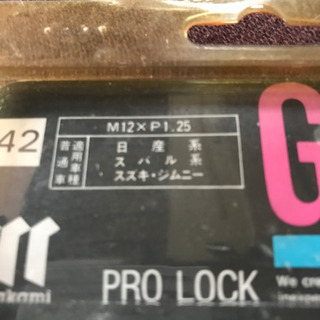 42
M12×P1.25
適用車種
普通車
日産系
スバル系
スズキ・ジムニー
G
PRO LOCK
We cre